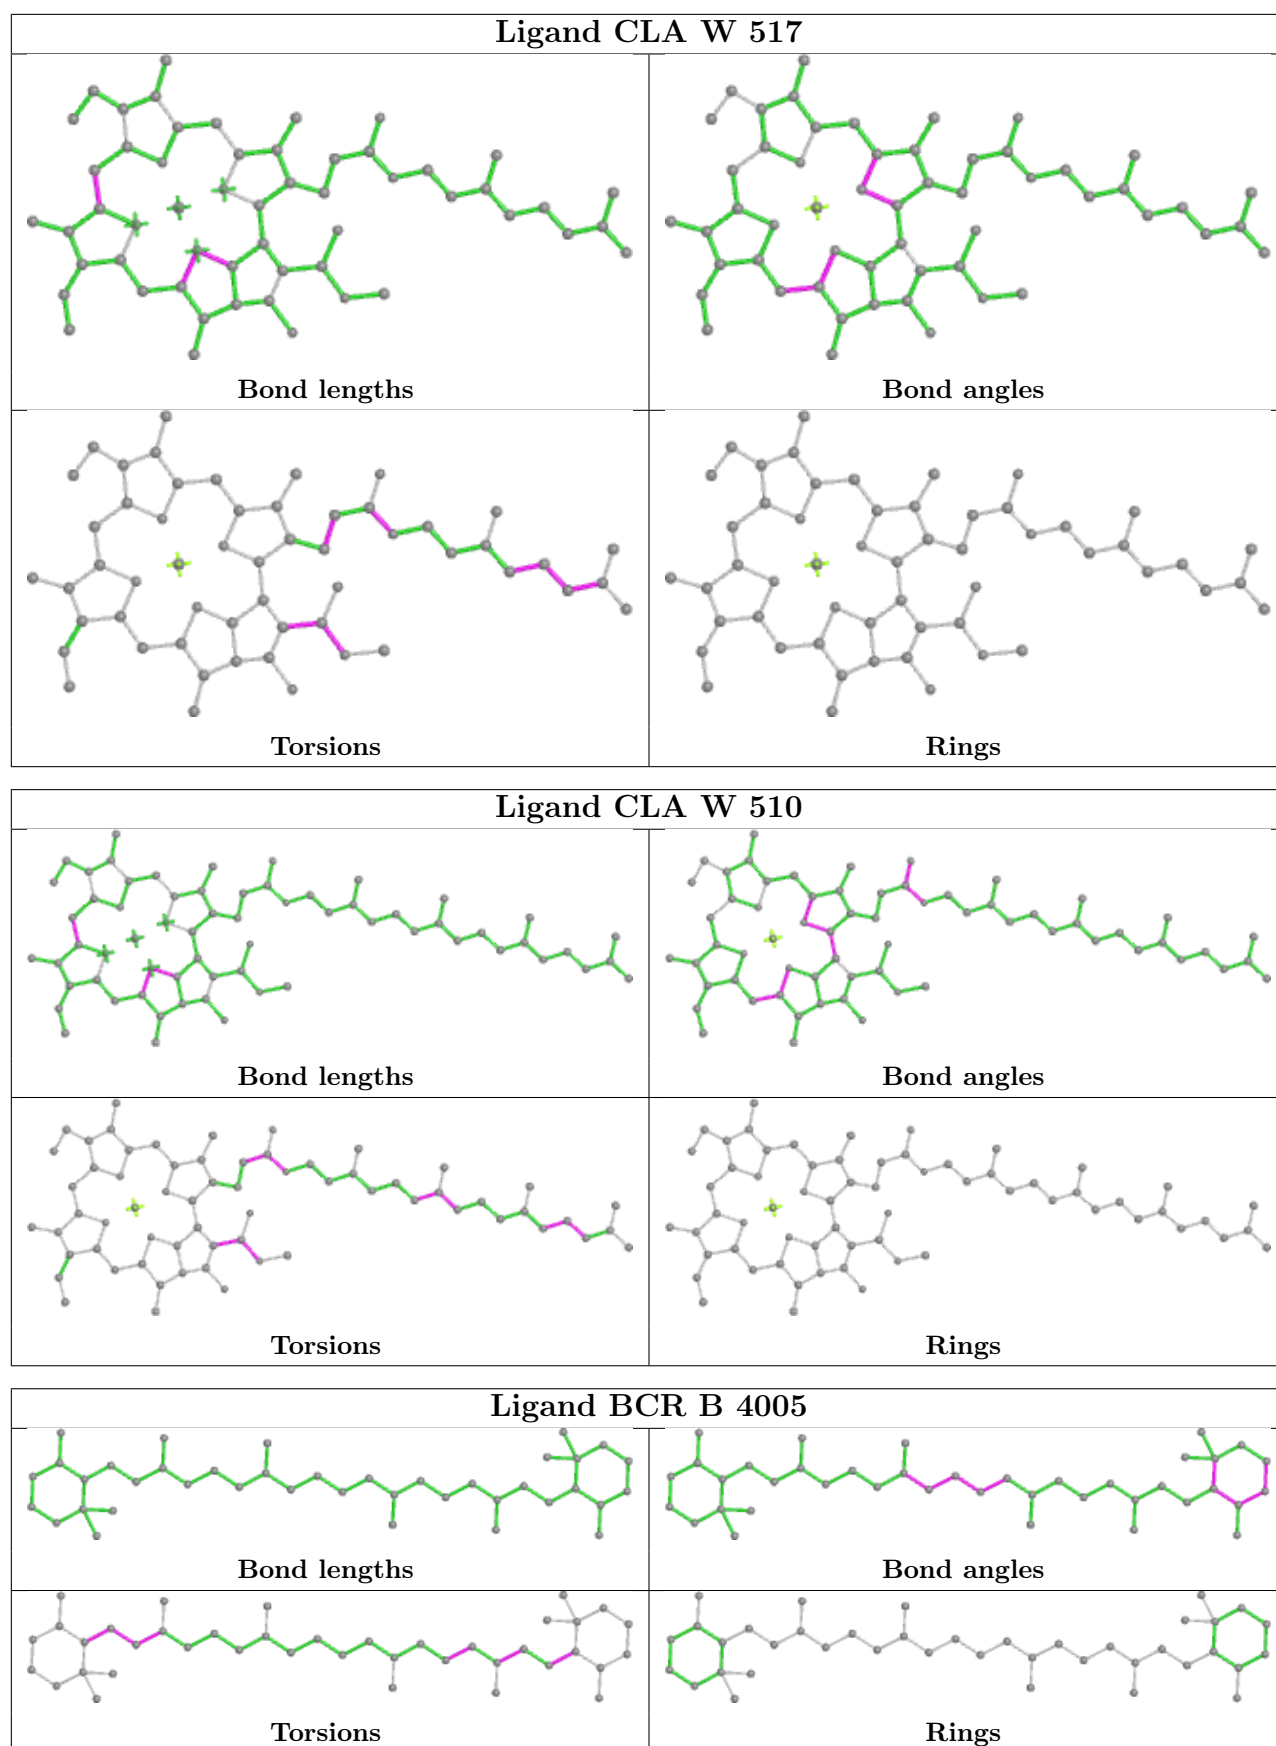 Ligand CLA W 517
Bond lengths
Bond angles
Torsions
Rings
Ligand CLA W 510
Bond lengths
Bond angles
Torsions
Rings
Ligand BCR B 4005
Bond lengths
Bond angles
Torsions
Rings